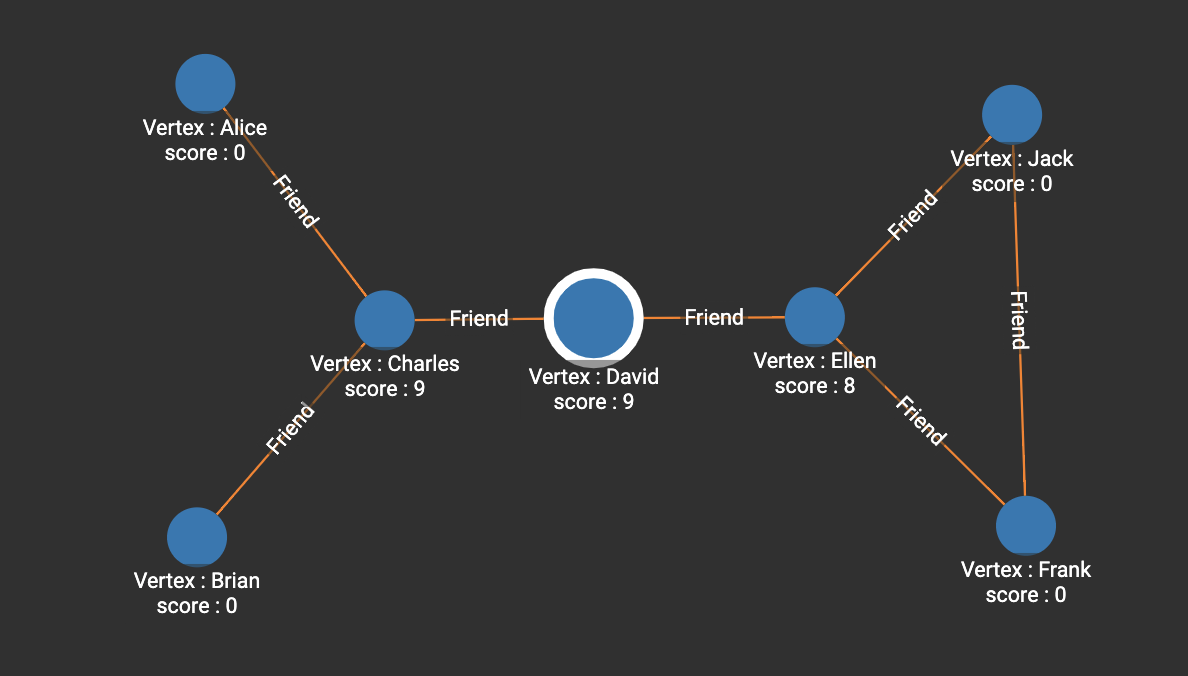 Vertex : Alice
score : 0
Friend
Vertex : Jack
score : 0
Friend
Friend
Friend
Friend
Vertex : Charles
score : 9
Vertex : David
score : 9
Vertex : Ellen
score : 8
Friend
Friend
Vertex : Brian
score : 0
Vertex : Frank
score : 0